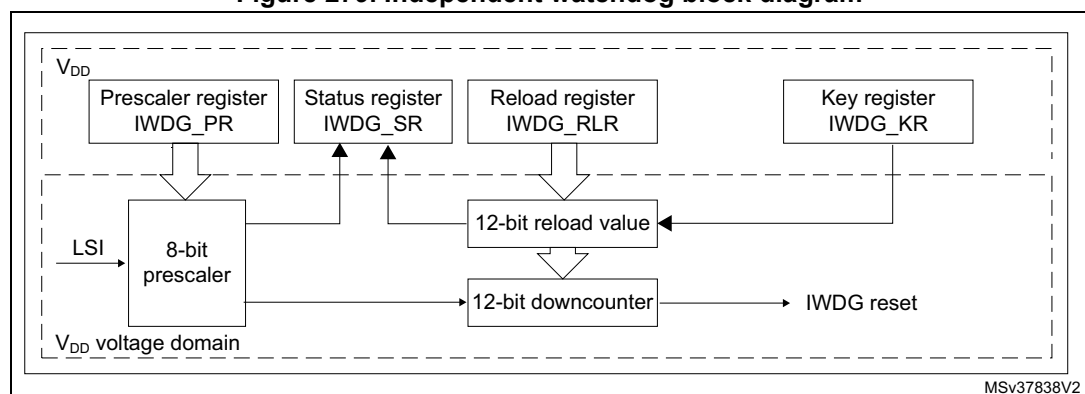 Figure 270. Independent watchdog block diagram
VDD
Prescaler register
IWDG_PR
Status register
IWDG_SR
Reload register
IWDG_RLR
Key register
IWDG_KR
LSI
8-bit
prescaler
12-bit reload value
12-bit downcounter
IWDG reset
VDD voltage domain
MSv37838V2